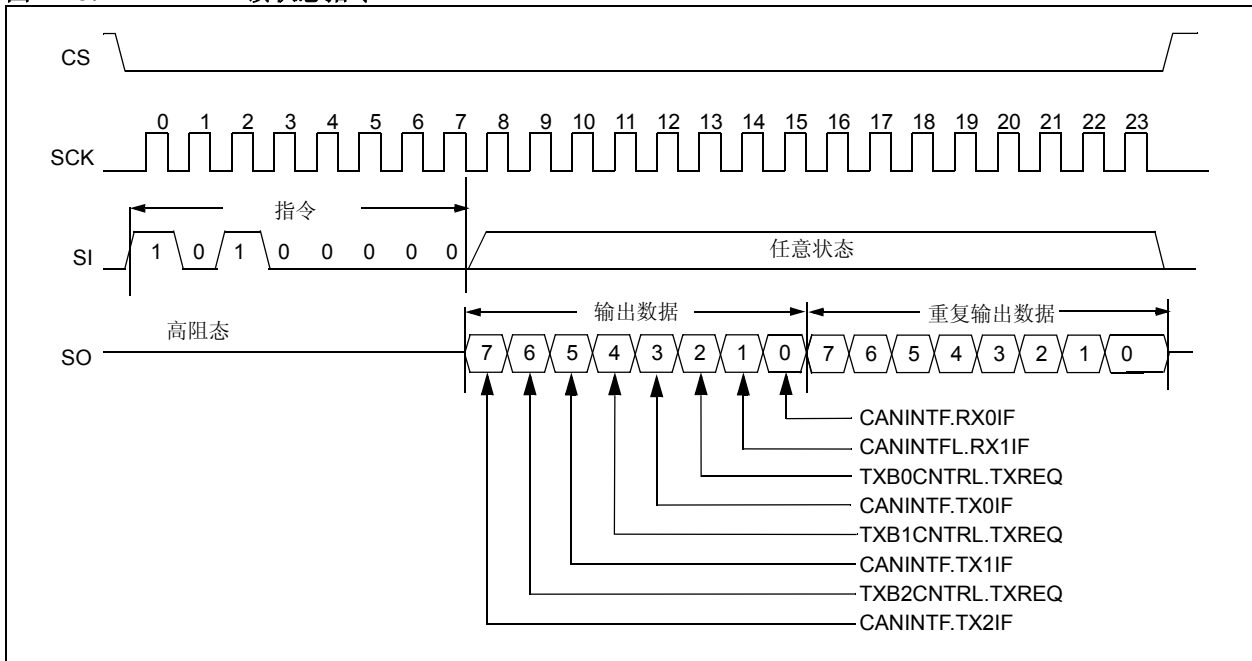 CS
0 1 2 3 4 5 6 7 8 9 10 11 12 13 14 15 16 17 18 19 20 21 22 23
SCK
指令
SI 1 0 1 0 0 0 0 0 任意状态
高阻态 输出数据 重复输出数据
SO 7 6 5 4 3 2 1 0 7 6 5 4 3 2 1 0
CANINTF.RX0IF
CANINTFL.RX1IF
TXB0CNTRL.TXREQ
CANINTF.TX0IF
TXB1CNTRL.TXREQ
CANINTF.TX1IF
TXB2CNTRL.TXREQ
CANINTF.TX2IF